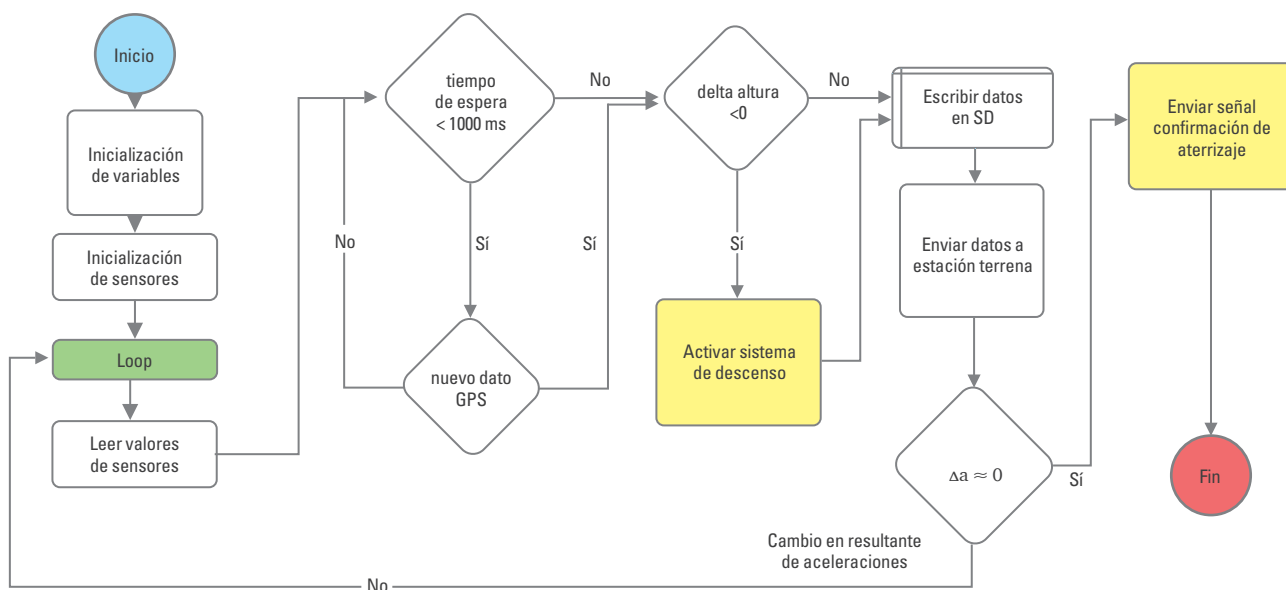 Inicio
Inicialización
de variables
Inicialización
de sensores
Loop
Leer valores
de sensores
tiempo
de espera
< 1000 ms
No
Sí
No
nuevo dato
GPS
Sí
delta altura
<0
No
Sí
Activar sistema
de descenso
Escribir datos
en SD
Enviar datos a
estación terrena
Δa ≈ 0
Cambio en resultante
de aceleraciones
No
Sí
Enviar señal
confirmación de
aterrizaje
Fin